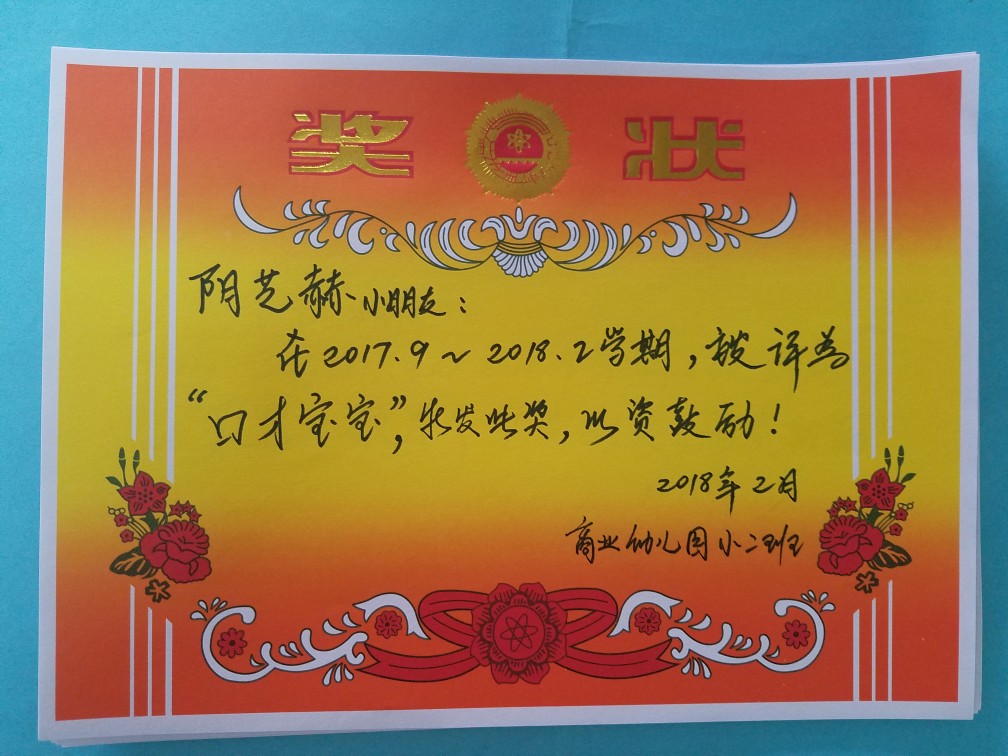 奖状
阴艺赫小朋友：
在2017.9～2018.2学期，被评为
“口才宝宝”，特发此奖，以资鼓励！
2018年2月
商业幼儿园小二班